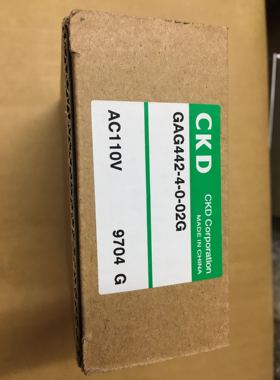 CKD
CKD Corporation
MADE IN CHINA
GAG442-4-0-02G
AC110V 9704 G